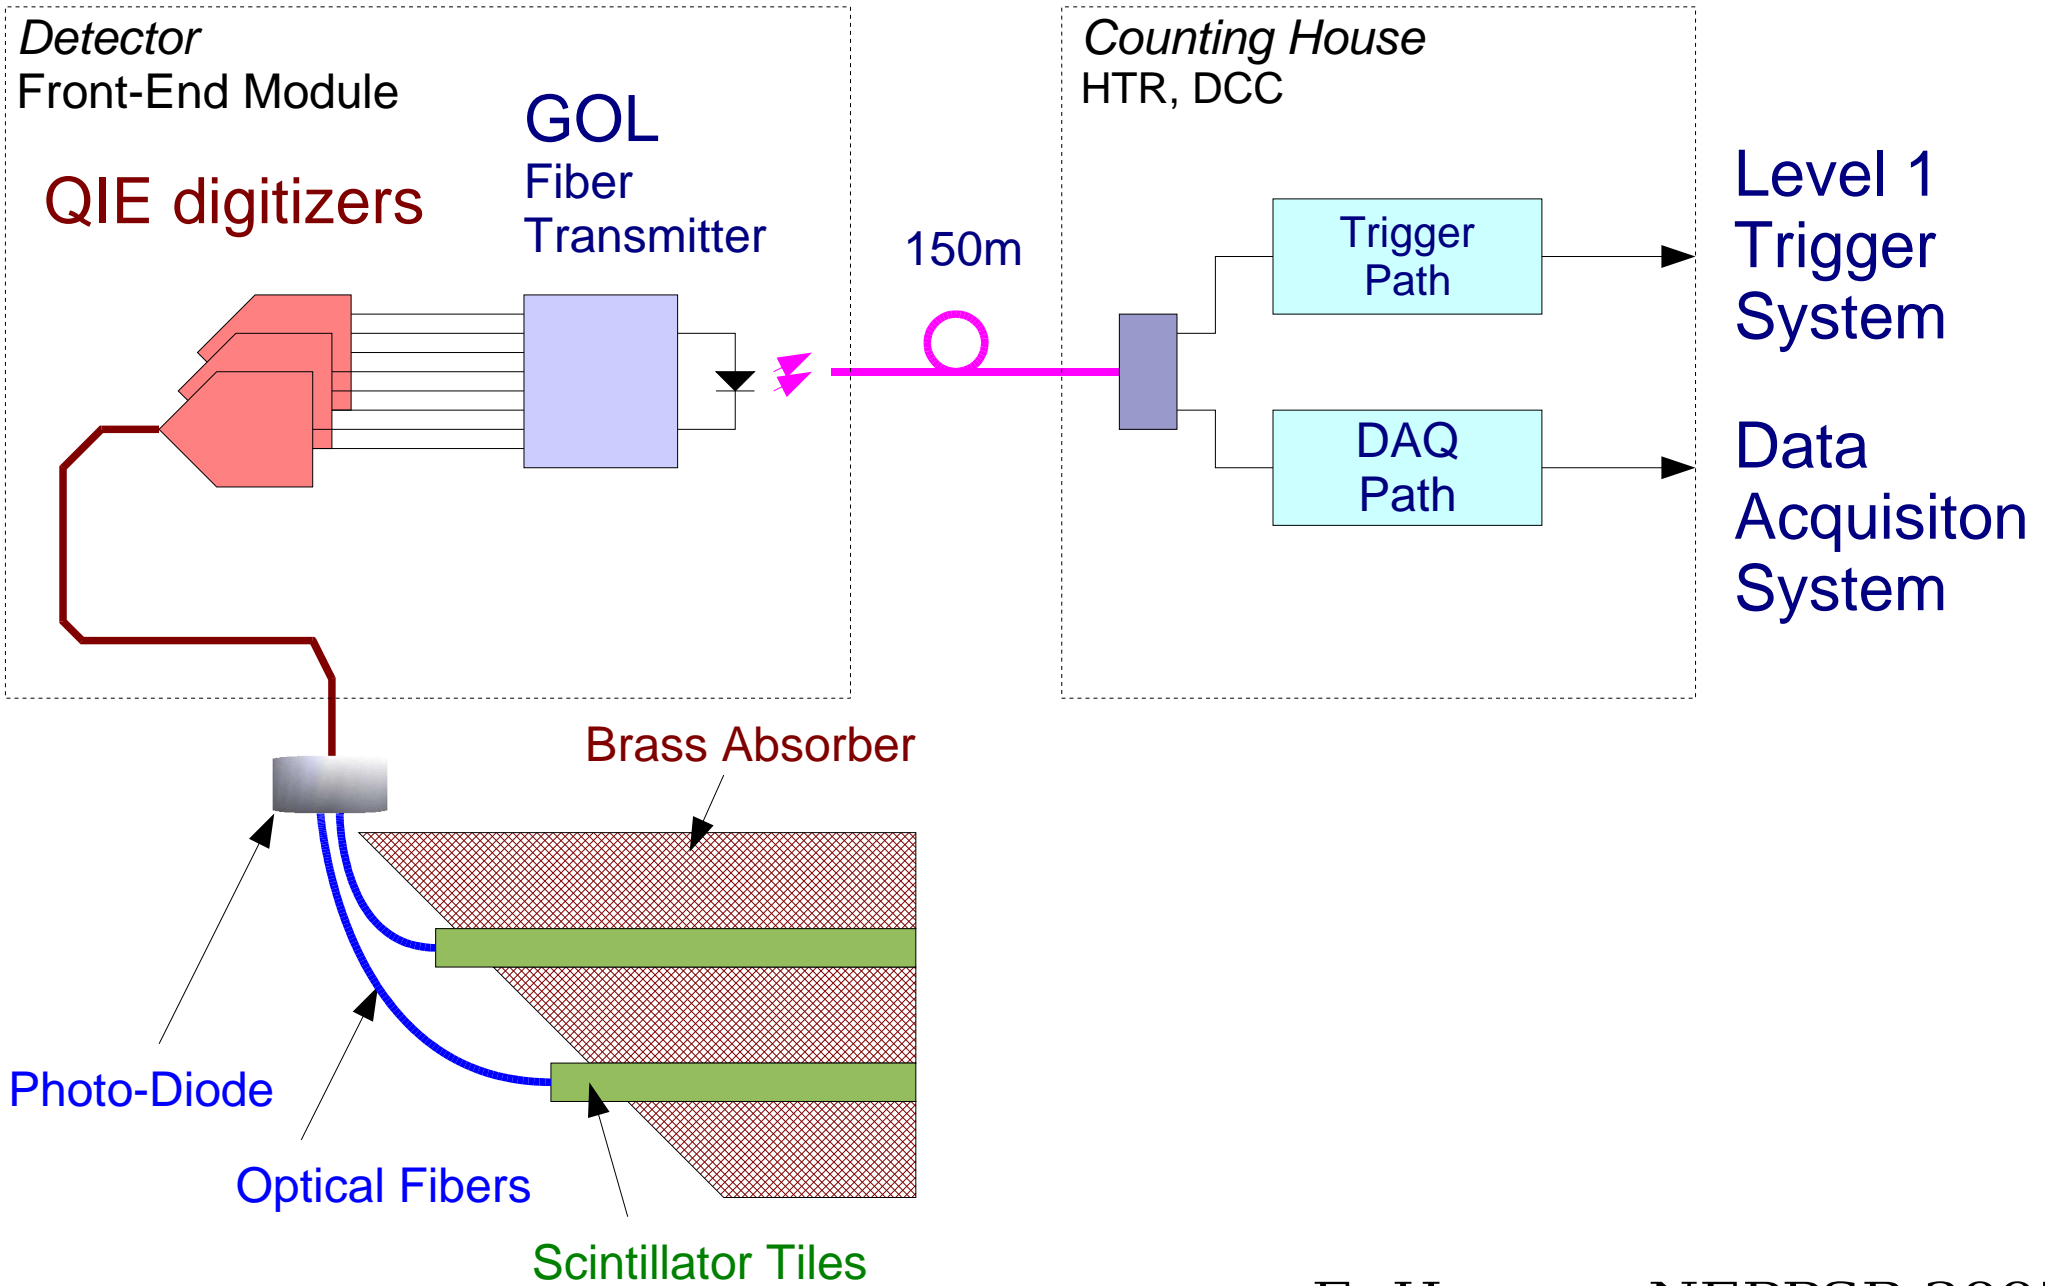 Detector
Front-End Module
QIE digitizers
GOL
Fiber
Transmitter
150m
Counting House
HTR, DCC
Trigger
Path
DAQ
Path
Level 1
Trigger
System
Data
Acquisiton
System
Brass Absorber
Photo-Diode
Optical Fibers
Scintillator Tiles